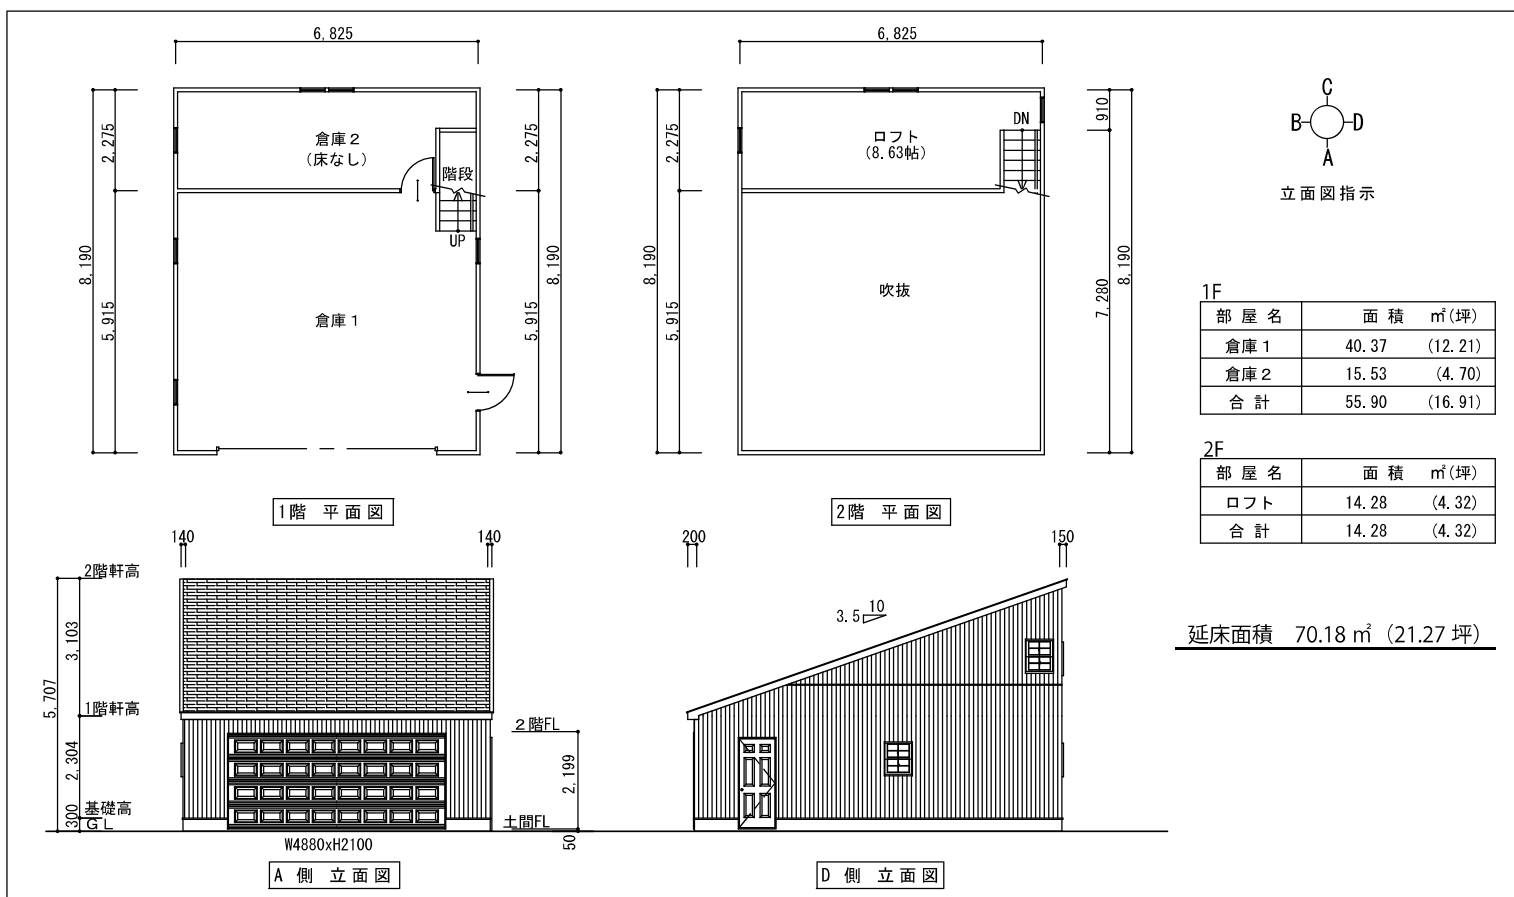 6,825
8,190
2,275
5,915
倉庫2
(床なし)
階段
UP
倉庫1
2,275
5,915
8,190
1階 平面図
6,825
8,190
2,275
5,915
ロフト
(8.63帖)
DN
吹抜
910
7,280
8,190
2階 平面図
C
B D
A
立面図指示
1F
部屋名 面積 ㎡(坪)
倉庫1 40.37 (12.21)
倉庫2 15.53 (4.70)
合計 55.90 (16.91)
2F
部屋名 面積 ㎡(坪)
ロフト 14.28 (4.32)
合計 14.28 (4.32)
延床面積 70.18 ㎡ (21.27 坪)
140 140
2階軒高
3,103
5,707
1階軒高
2,304
基礎高
300
GL
2階FL
2,199
土間FL
50
W4880xH2100
A 側 立面図
200 150
10
3.5
D 側 立面図